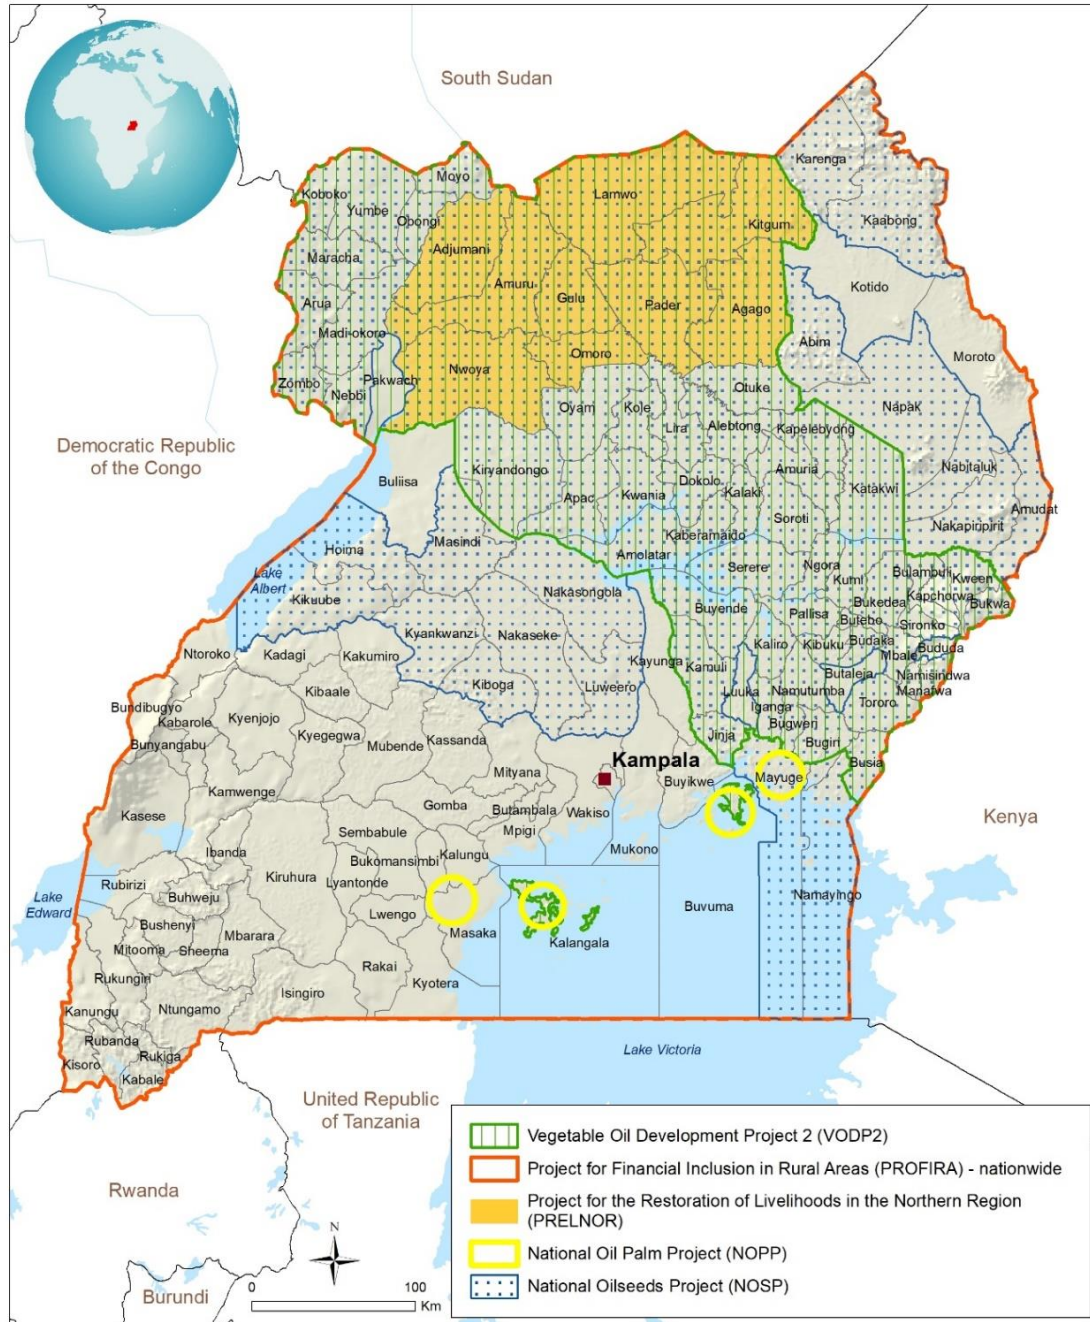 South Sudan
Karenga
Moyo
Koboko
Lamwo
Yumbe
Kaabong
Obongi
Kitgum
Adjumani
Maracha
Amuru
Kotido
Gulu
Pader
Arua
Agago
Madi-okoro
Abim
Omoro
Moroto
Nwoya
Pakwach
Zombo
Nebbi
Otuke
Oyam
Kole
Napak
Lira
Alebtong
Kapelebyong
Democratic Republic
of the Congo
Kiryandongo
Amuria
Nabitaluk
Buliisa
Dokolo
Katakwi
Apac
Kwania
Kalaki
Amudat
Soroti
Nakapiripirit
Kaberamaido
Masindi
Hoima
Amolatar
Serere
Ngora
Bulambuli
Kween
Lake
Albert
Kumi
Kapchorwa
Kikuube
Nakasongola
Buyende
Pallisa
Bukedea
Bukwa
Sironko
Kyankwanzi
Nakaseke
Kaliro
Kibuku
Budaka
Bududa
Mbale
Ntoroko
Kadagi
Kakumiro
Kayunga
Kamuli
Butaleja
Namisindwa
Kiboga
Luweero
Luuka
Namutumba
Manafwa
Kibaale
Iganga
Tororo
Bundibugyo
Kabarole
Kyenjojo
Bugweri
Kyegegwa
Kassanda
Jinja
Bugiri
Bunyangabu
Mubende
Kampala
Busia
Mityana
Mayuge
Buyikwe
Kamwenge
Gomba
Butambala
Wakiso
Kasese
Kenya
Sembabule
Mpigi
Mukono
Ibanda
Bukomansimbi
Kalungu
Kiruhura
Rubirizi
Lyantonde
Lake
Edward
Buhweju
Namayingo
Buvuma
Lwengo
Bushenyi
Masaka
Mbarara
Kalangala
Mitooma
Sheema
Rakai
Rukungiri
Kyotera
Isingiro
Ntungamo
Kanungu
Rubanda
Lake Victoria
Rukiga
Kisoro
Kabale
United Republic
of Tanzania
Rwanda
Burundi
N
0 100
Km
Vegetable Oil Development Project 2 (VODP2)
Project for Financial Inclusion in Rural Areas (PROFIRA) - nationwide
Project for the Restoration of Livelihoods in the Northern Region
(PRELNOR)
National Oil Palm Project (NOPP)
National Oilseeds Project (NOSP)